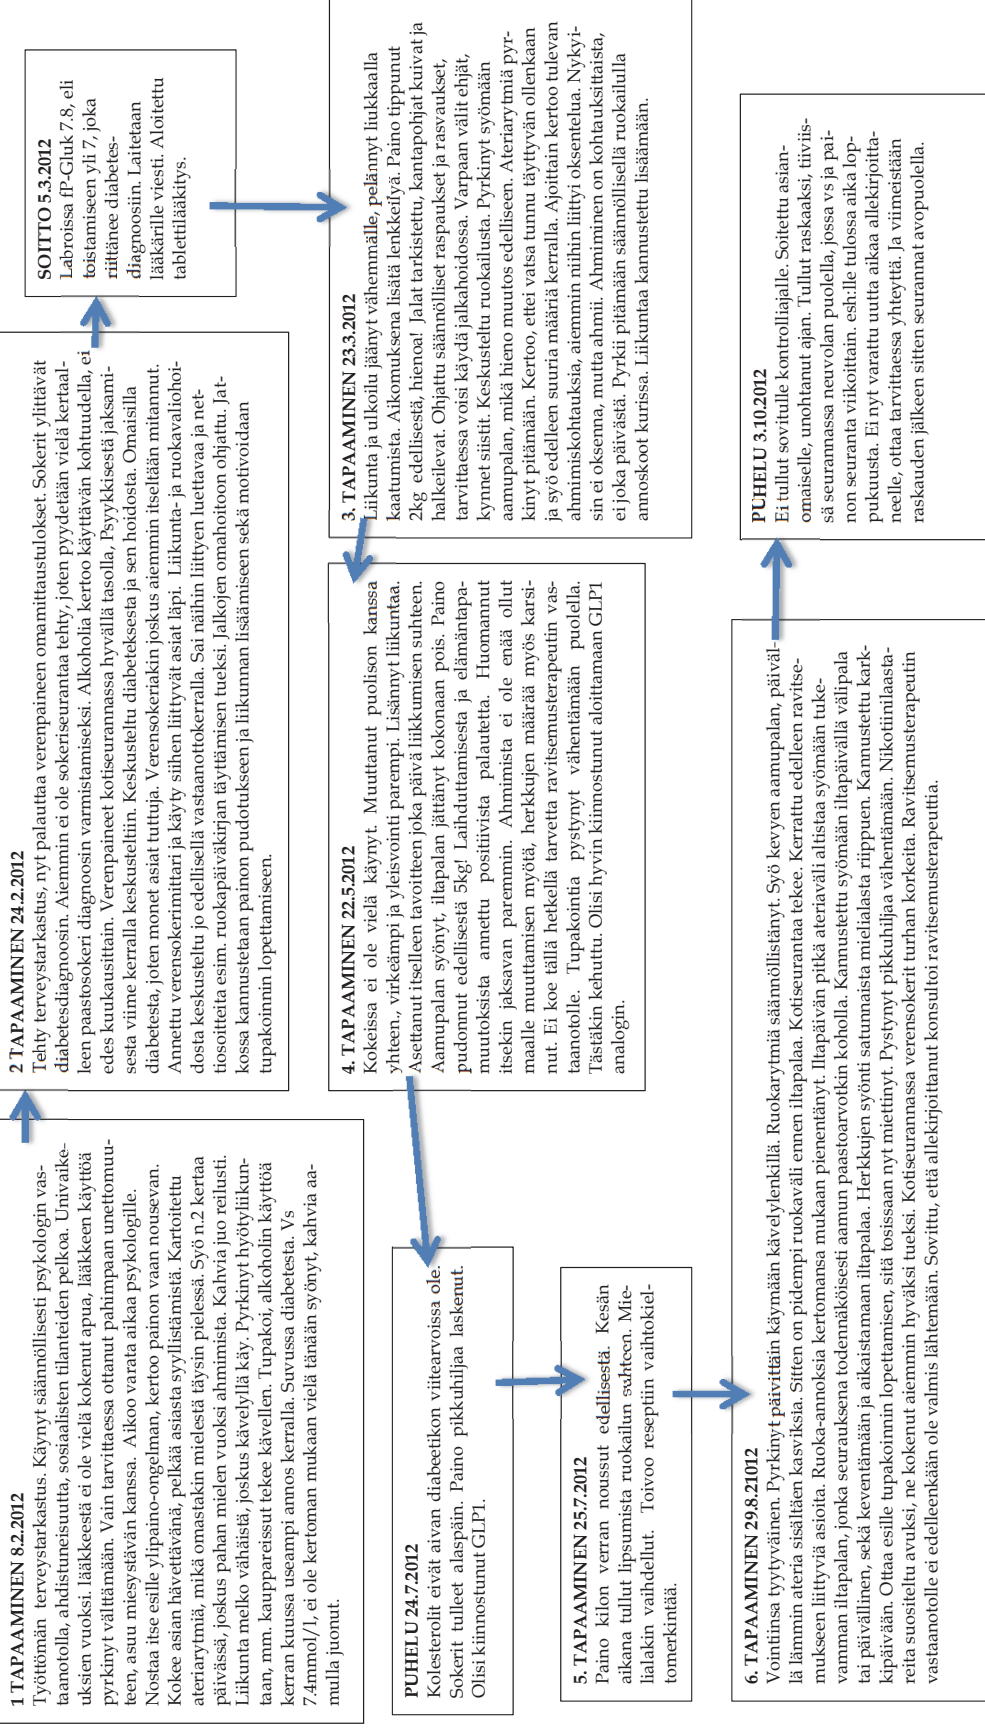 1 TAPAAMINEN 8.2.2012
Työttömän terveystarkastus. Käynyt säännöllisesti psykologin vas-
taanotolla, ahdistuneisuutta, sosiaalisten tilanteiden pelkoa. Univaike-
uksien vuoksi. lääkkeestä ei ole vielä kokenut apua, lääkkeen käyttöä
pyrkinyt välttämään. Vain tarvittaessa ottanut pahimpaan unettomuu-
teen, asuu miesystävän kanssa. Aikoo varata aikaa psykologille.
Nostaa itse esille ylipaino-ongelman, kertoo painon vaan nousevan.
Kokee asian hävettävänä, pelkää asiasta syyllistämistä. Kartoitettu
ateriarytmiä, mikä omastakin mielestä täysin pielessä. Syö n.2 kertaa
päivässä, joskus pahan mielen vuoksi ahmimista. Kahvia juo reilusti.
Liikunta melko vähäistä, joskus kävelyllä käy. Pyrkinyt hyötyliikun-
taan, mm. kauppareissut tekee kävellen. Tupakoi, alkoholin käyttöä
kerran kuussa useampi annos kerralla. Suvussa diabetesta. Vs
7.4mmol/l, ei ole kertoman mukaan vielä tänään syönyt, kahvia aa-
mulla juonut.
2 TAPAAMINEN 24.2.2012
Tehty terveystarkastus, nyt palauttaa verenpaineen omamittaustulokset. Sokerit ylittävät
diabetesdiagnoosin. Aiemmin ei ole sokeriseurantaa tehty, joten pyydetään vielä kertaal-
leen paastosokeri diagnoosin varmistamiseksi. Alkoholia kertoo käyttävän kohtuudella, ei
edes kuukausittain. Verenpaineet kotiseurannassa hyvällä tasolla, Psyykkisestä jaksami-
sesta viime kerralla keskusteltiin. Keskusteltu diabeteksesta ja sen hoidosta. Omaisilla
diabetesta, joten monet asiat tuttuja. Verensokeriakin joskus aiemmin itseltään mitannut.
Annettu verensokerimittari ja käyty siihen liittyvät asiat läpi. Liikunta- ja ruokavaliohoi-
dosta keskusteltu jo edellisellä vastaanottokerralla. Sai näihin liittyen luettavaa ja net-
tiosoitteita esim. ruokapäiväkirjan täyttämisen tueksi. Jalkojen omahoitoon ohjattu. Jat-
kossa kannustetaan painon pudotukseen ja liikunnan lisäämiseen sekä motivoidaan
tupakoinnin lopettamiseen.
SOITTO 5.3.2012
Labroissa fP-Gluk 7.8, eli
toistamiseen yli 7, joka
riittänee diabetes-
diagnoosiin. Laitetaan
lääkärille viesti. Aloitettu
tablettilääkitys.
3. TAPAAMINEN 23.3.2012
Liikunta ja ulkoilu jäänyt vähemmälle, pelännyt liukkaalla
kaatumista. Aikomuksena lisätä lenkkeilyä. Paino tippunut
2kg edellisestä, hienoa! Jalat tarkistettu, kantapohjat kuivat ja
halkeilevat. Ohjattu säännölliset raspaukset ja rasvaukset,
tarvittaessa voisi käydä jalkahoidossa. Varpaan välit ehjät,
kynnet siistit. Keskusteltu ruokailusta. Pyrkinyt syömään
aamupalan, mikä hieno muutos edelliseen. Ateriarytmiä pyr-
kinyt pitämään. Kertoo, ettei vatsa tunnu täyttyvän ollenkaan
ja syö edelleen suuria määriä kerralla. Ajoittain kertoo tulevan
ahmimiskohtauksia, aiemmin niihin liittyi oksentelua. Nykyi-
sin ei oksenna, mutta ahmii. Ahmiminen on kohtauksittaista,
ei joka päivästä. Pyrkii pitämään säännöllisellä ruokailulla
annoskoot kurissa. Liikuntaa kannustettu lisäämään.
4. TAPAAMINEN 22.5.2012
Kokeissa ei ole vielä käynyt. Muuttanut puolison kanssa
yhteen., virkeämpi ja yleisvointi parempi. Lisännyt liikuntaa.
Asettanut itselleen tavoitteen joka päivä liikkumisen suhteen.
Aamupalan syönyt, iltapalan jättänyt kokonaan pois. Paino
pudonnut edellisestä 5kg! Laihduttamisesta ja elämäntapa-
muutoksista annettu positiivista palautetta. Huomannut
itsekin jaksavan paremmin. Ahmimista ei ole enää ollut
maalle muuttamisen myötä, herkkujen määrää myös karsi-
nut. Ei koe tällä hetkellä tarvetta ravitsemusterapeutin vas-
taanotolle. Tupakointia pystynyt vähentämään puolella.
Tästäkin kehuttu. Olisi hyvin kiinnostunut aloittamaan GLP1
analogin.
PUHELU 24.7.2012
Kolesterolit eivät aivan diabeetikon viitearvoissa ole.
Sokerit tulleet alaspäin. Paino pikkuhiljaa laskenut.
Olisi kiinnostunut GLP1.
5. TAPAAMINEN 25.7.2012
Paino kilon verran noussut edellisestä. Kesän
aikana tullut lipsumista ruokailun suhteen. Mie-
lialakin vaihdellut. Toivoo reseptiin vaihtokiel-
tomerkintää.
6. TAPAAMINEN 29.8.21012
Vointiinsa tyytyväinen. Pyrkinyt päivittäin käymään kävelylenkillä. Ruokarytmiä säännöllistänyt. Syö kevyen aamupalan, päiväl-
lä lämmin ateria sisältäen kasviksia. Sitten on pidempi ruokaväli ennen iltapalaa. Kotiseurantaa tekee. Kerrattu edelleen ravitse-
mukseen liittyviä asioita. Ruoka-annoksia kertomansa mukaan pienentänyt. Iltapäivän pitkä ateriaväli altistaa syömään tuke-
vamman iltapalan, jonka seurauksena todennäköisesti aamun paastoarvotkin koholla. Kannustettu syömään iltapäivällä välipala
tai päivällinen, sekä keventämään ja aikaistamaan iltapalaa. Herkkujen syönti satunnaista mielialasta riippuen. Kannustettu kark-
kipäivään. Ottaa esille tupakoinnin lopettamisen, sitä tosissaan nyt miettinyt. Pystynyt pikkuhiljaa vähentämään. Nikotiinilaasta-
reita suositeltu avuksi, ne kokenut aiemmin hyväksi tueksi. Kotiseurannassa verensokerit turhan korkeita. Ravitsemusterapeutin
vastaanotolle ei edelleenkään ole valmis lähtemään. Sovittu, että allekirjoittanut konsultoi ravitsemusterapeuttia.
PUHELU 3.10.2012
Ei tullut sovitulle kontrolliajalle. Soitettu asian-
omaiselle, unohtanut ajan. Tullut raskaaksi, tiiviis-
sä seurannassa neuvolan puolella, jossa vs ja pai-
non seuranta viikoittain. esh:lle tulossa aika lop-
pukuusta. Ei nyt varattu uutta aikaa allekirjoitta-
neelle, ottaa tarvittaessa yhteyttä. Ja viimeistään
raskauden jälkeen sitten seurannat avopuolella.